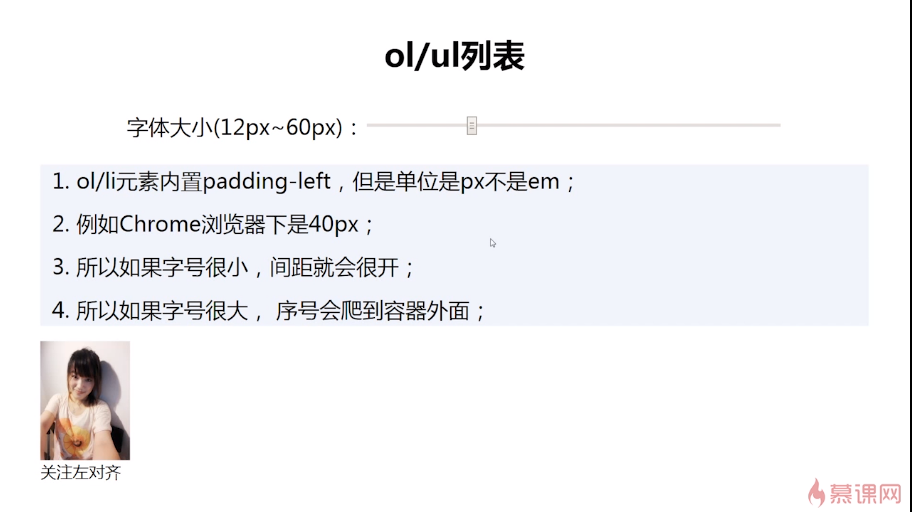 ol/ul列表
字体大小(12px~60px)：
1. ol/li元素内置padding-left，但是单位是px不是em；
2. 例如Chrome浏览器下是40px；
3. 所以如果字号很小，间距就会很开；
4. 所以如果字号很大， 序号会爬到容器外面；
关注左对齐
慕课网